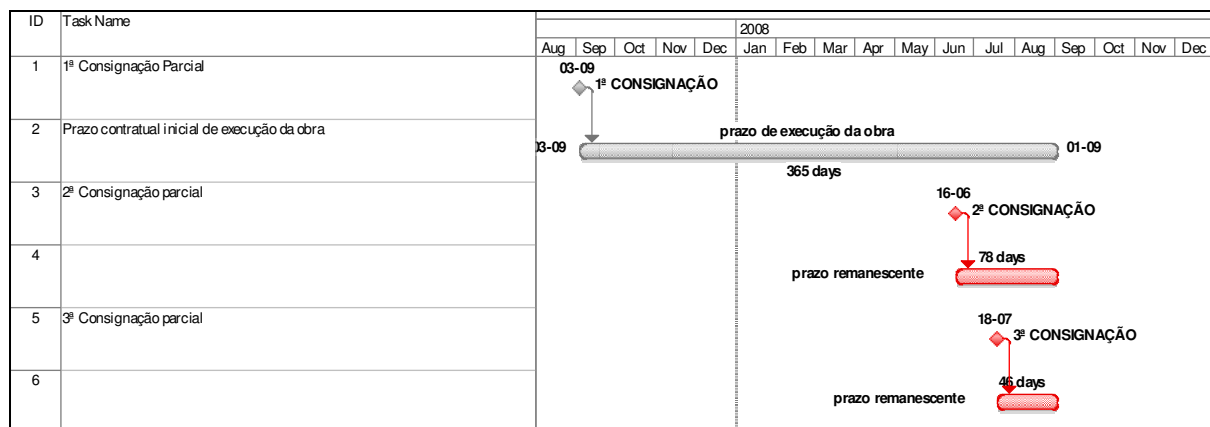 ID Task Name
2008
Aug Sep Oct Nov Dec Jan Feb Mar Apr May Jun Jul Aug Sep Oct Nov Dec
1 1ª Consignação Parcial
03-09
1ª CONSIGNAÇÃO
2 Prazo contratual inicial de execução da obra
prazo de execução da obra
03-09 01-09
365 days
3 2ª Consignação parcial
16-06
2ª CONSIGNAÇÃO
4
78 days
prazo remanescente
5 3ª Consignação parcial
18-07
3ª CONSIGNAÇÃO
6
46 days
prazo remanescente